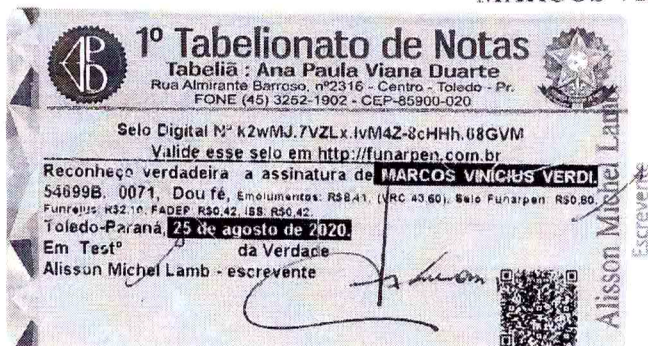 1º Tabelionato de Notas
Tabeliã : Ana Paula Viana Duarte
Rua Almirante Barroso, nº2316 - Centro - Toledo - Pr.
FONE (45) 3252-1902 - CEP-85900-020
Selo Digital Nº k2wMJ.7VZLx.IvM4Z-8cHHh.68GVM
Valide esse selo em http://funarpen.com.br
Reconheço verdadeira a assinatura de MARCOS VINICIUS VERDI.
54699B. 0071, Dou fé, Emolumentos: R$8,41, (VRC 43,60), Selo Funarpen: R$0,80,
Funrejus: R$2,10, FADEP: R$0,42, ISS: R$0,42.
Toledo-Paraná, 25 de agosto de 2020.
Em Testº da Verdade
Alisson Michel Lamb - escrevente
Alisson Michel Lamb
Escrevente